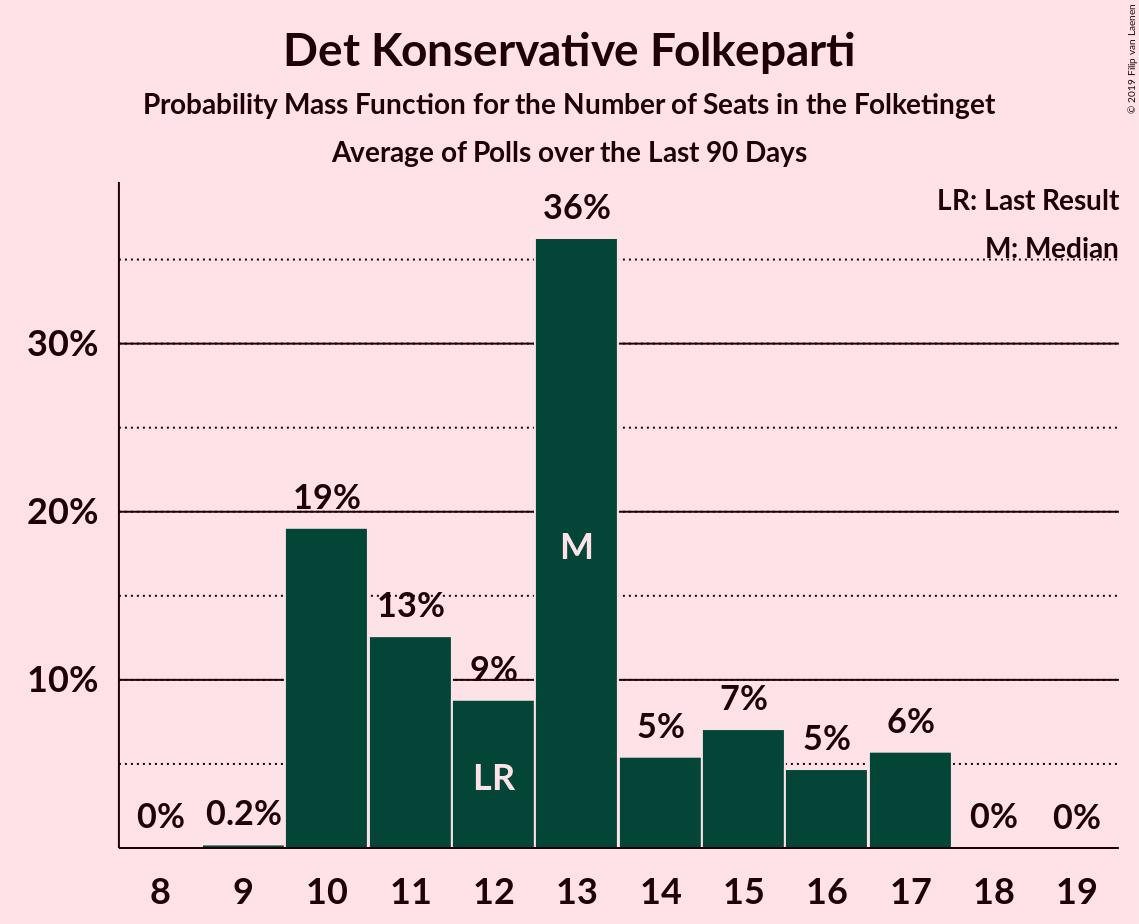 Det Konservative Folkeparti
Probability Mass Function for the Number of Seats in the Folketinget
Average of Polls over the Last 90 Days
© 2019 Filip van Laenen
LR: Last Result
M: Median
36%
30%
20%
19%
M
13%
10%
9%
7%
5%
5%
6%
LR
0%
0.2%
0%
0%
8 9 10 11 12 13 14 15 16 17 18 19